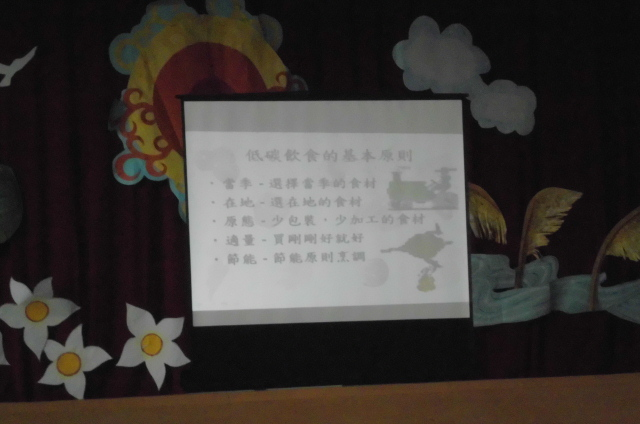 低碳飲食的基本原則
· 當季-選擇當季的食材
· 在地-選在地的食材
· 原態-少包裝，少加工的食材
· 適量-買剛剛好就好
· 節能-節能原則烹調